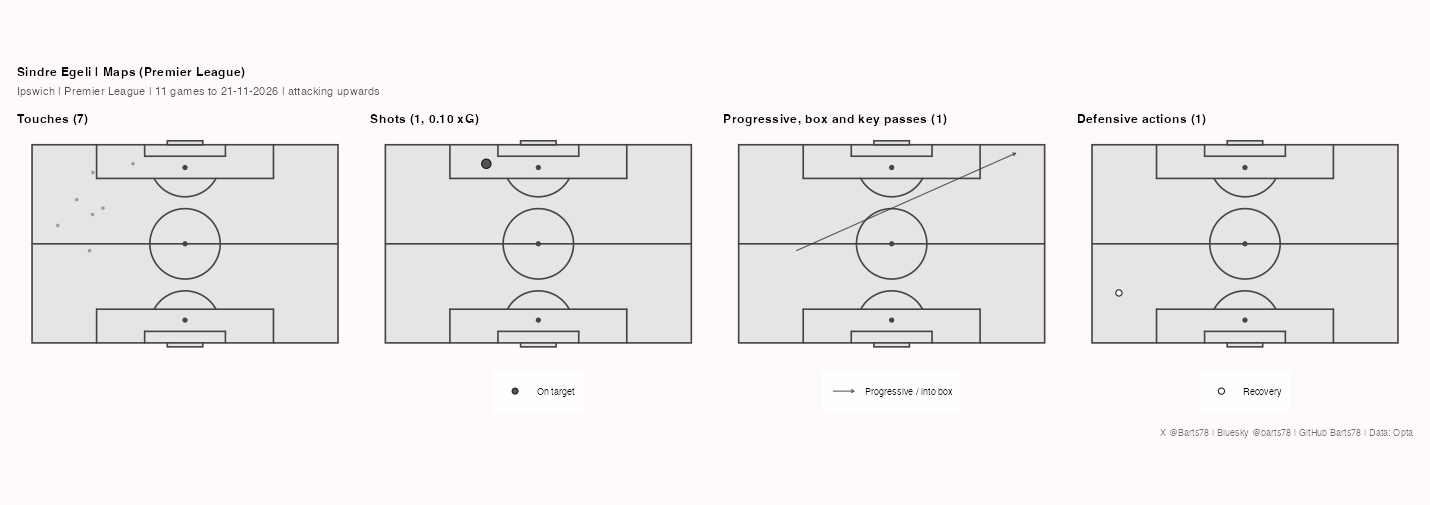 Sindre Egeli | Maps (Premier League)
Ipswich | Premier League | 11 games to 21-11-2026 | attacking upwards
Touches (7)
Shots (1, 0.10 xG)
Progressive, box and key passes (1)
Defensive actions (1)
On target
Progressive / into box
Recovery
X @Barts78 | Bluesky @barts78 | GitHub Barts78 | Data: Opta